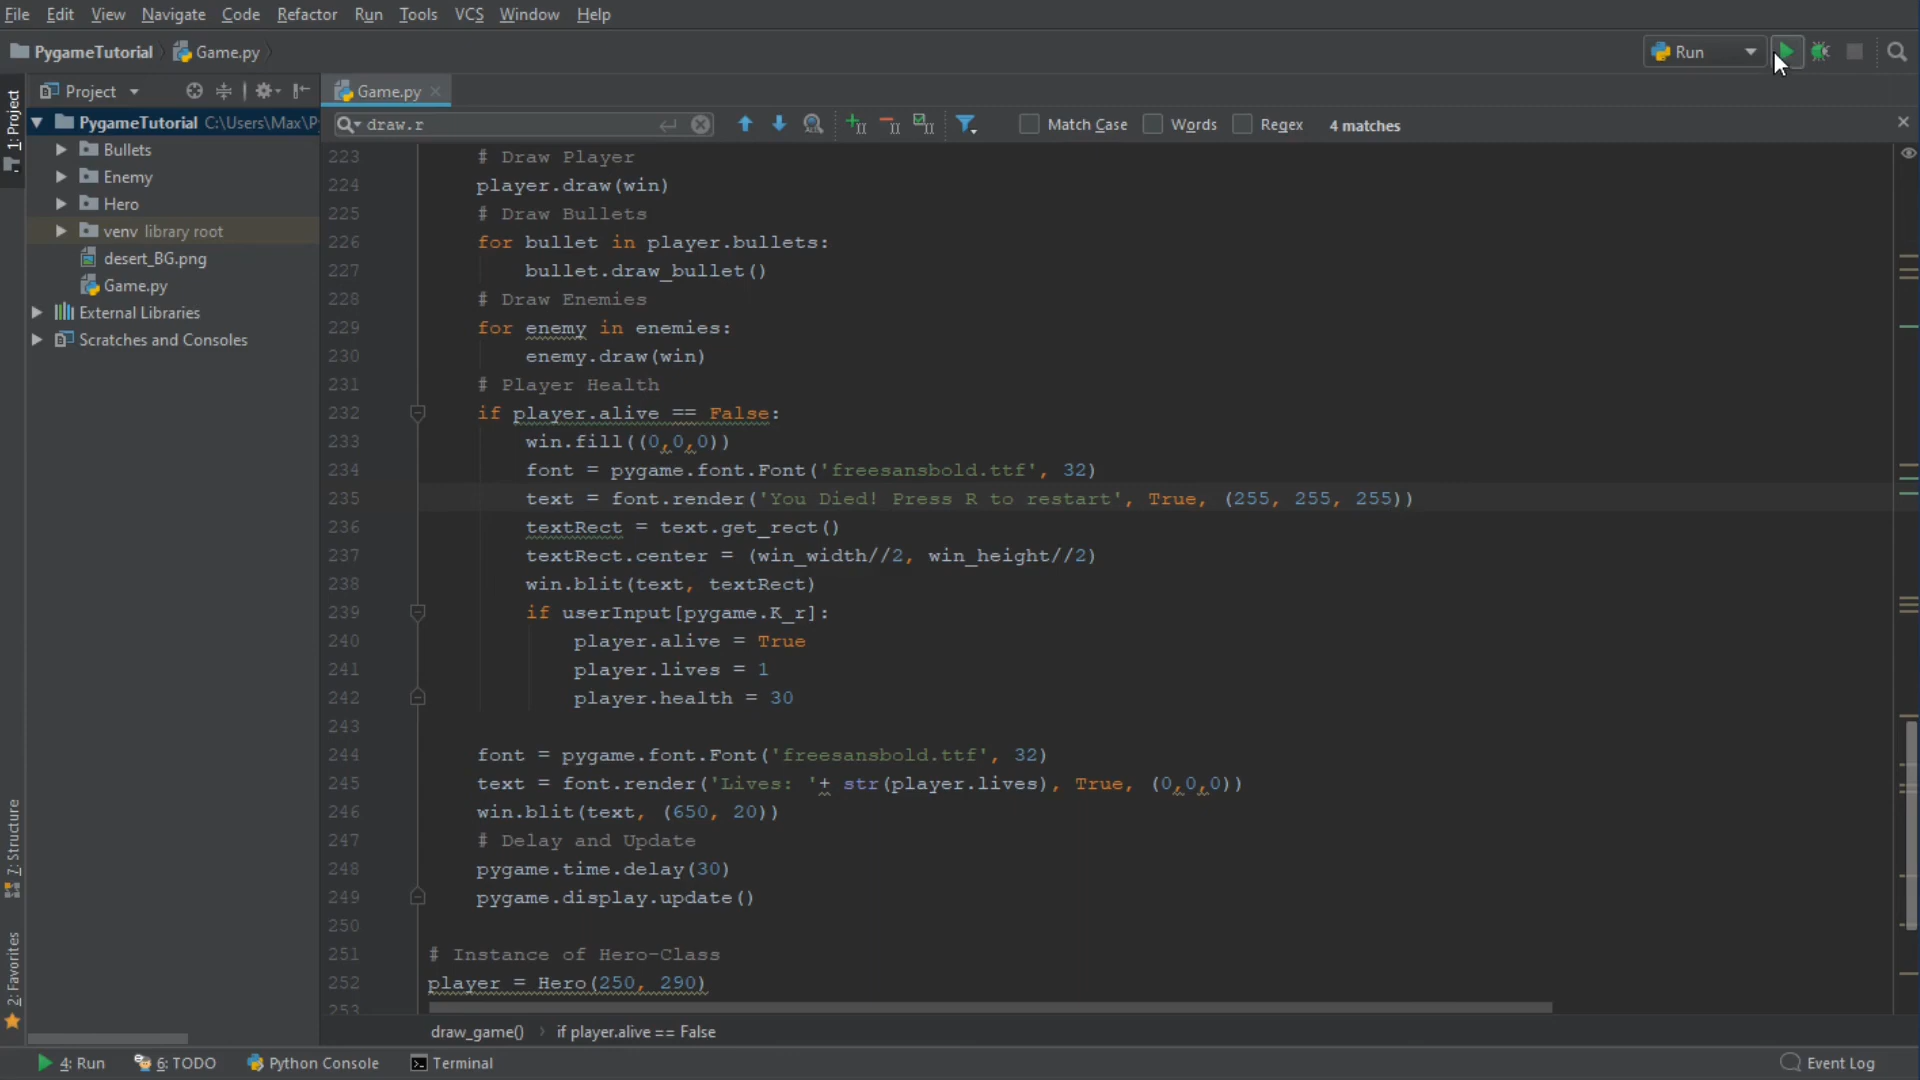 File Edit View Navigate Code Refactor Run Tools VCS Window Help
PygameTutorial Game.py Run
Project Game.py
draw.r Match Case Words Regex 4 matches
1: Project
PygameTutorial C:\Users\Max\P
Bullets
Enemy
Hero
venv library root
desert_BG.png
Game.py
External Libraries
Scratches and Consoles
7: Structure
2: Favorites
223 # Draw Player
224 player.draw(win)
225 # Draw Bullets
226 for bullet in player.bullets:
227 bullet.draw_bullet()
228 # Draw Enemies
229 for enemy in enemies:
230 enemy.draw(win)
231 # Player Health
232 if player.alive == False:
233 win.fill((0,0,0))
234 font = pygame.font.Font('freesansbold.ttf', 32)
235 text = font.render('You Died! Press R to restart', True, (255, 255, 255))
236 textRect = text.get_rect()
237 textRect.center = (win_width//2, win_height//2)
238 win.blit(text, textRect)
239 if userInput[pygame.K_r]:
240 player.alive = True
241 player.lives = 1
242 player.health = 30
243
244 font = pygame.font.Font('freesansbold.ttf', 32)
245 text = font.render('Lives: '+ str(player.lives), True, (0,0,0))
246 win.blit(text, (650, 20))
247 # Delay and Update
248 pygame.time.delay(30)
249 pygame.display.update()
250
251 # Instance of Hero-Class
252 player = Hero(250, 290)
253
draw_game() if player.alive == False
4: Run 6: TODO Python Console Terminal Event Log